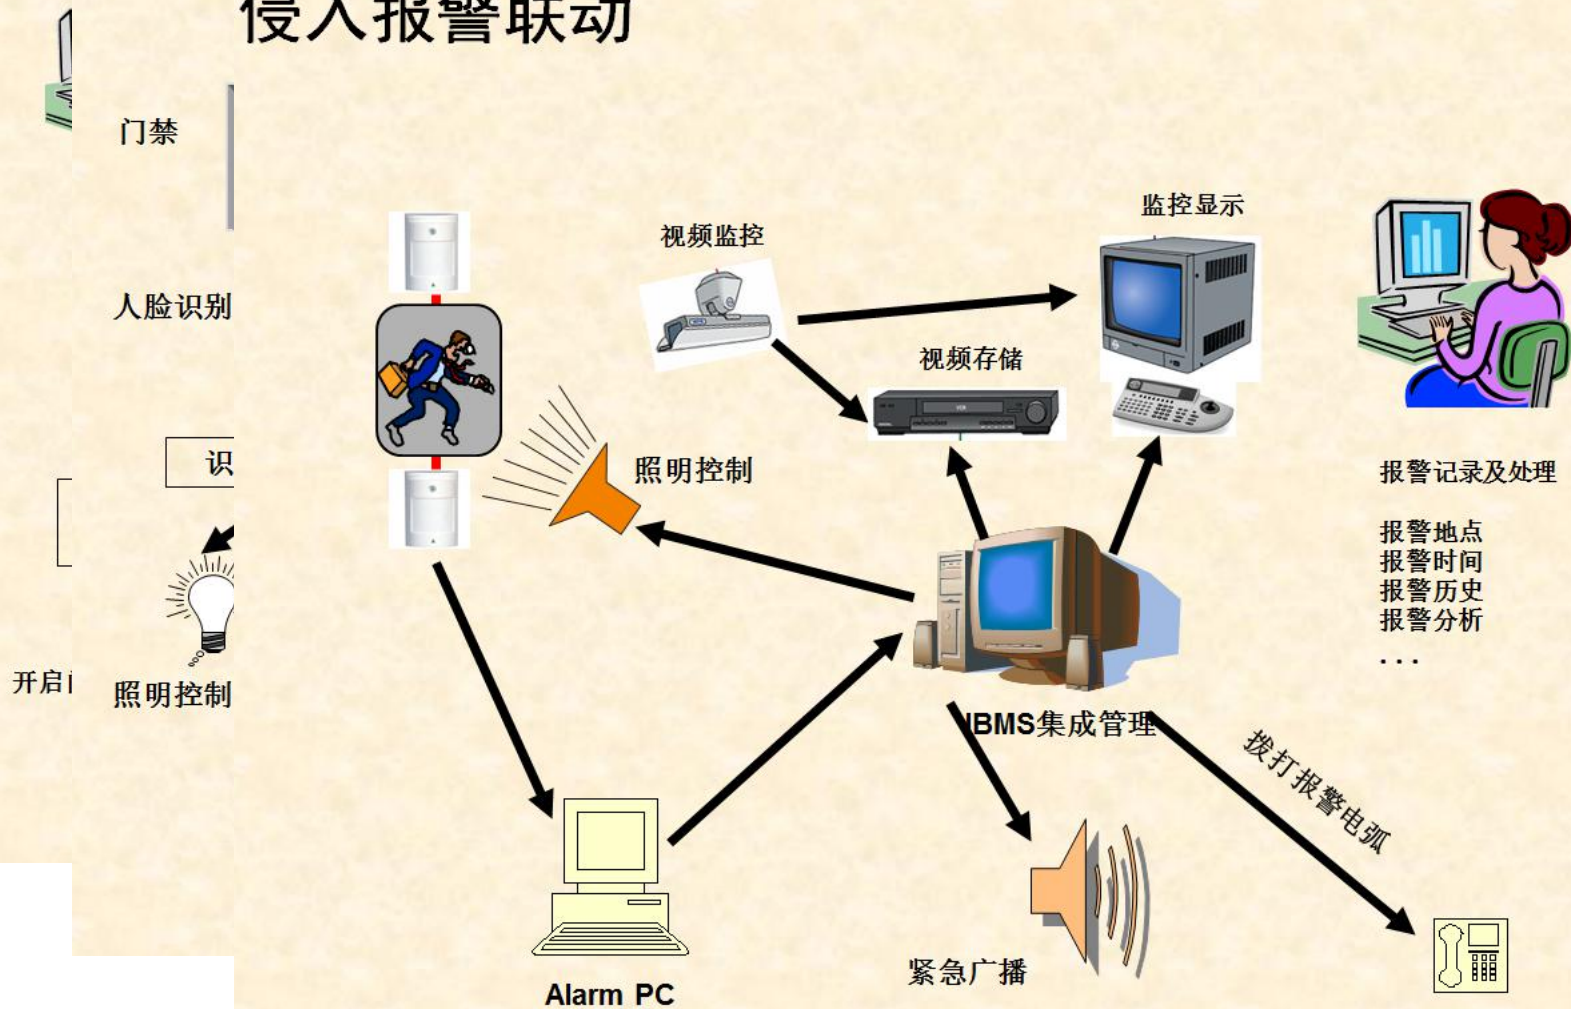 侵入报警联动
门禁
监控显示
视频监控
人脸识别
视频存储
识
照明控制
报警记录及处理
报警地点
报警时间
报警历史
报警分析
...
开启
照明控制
IBMS集成管理
拨打报警电弧
紧急广播
Alarm PC